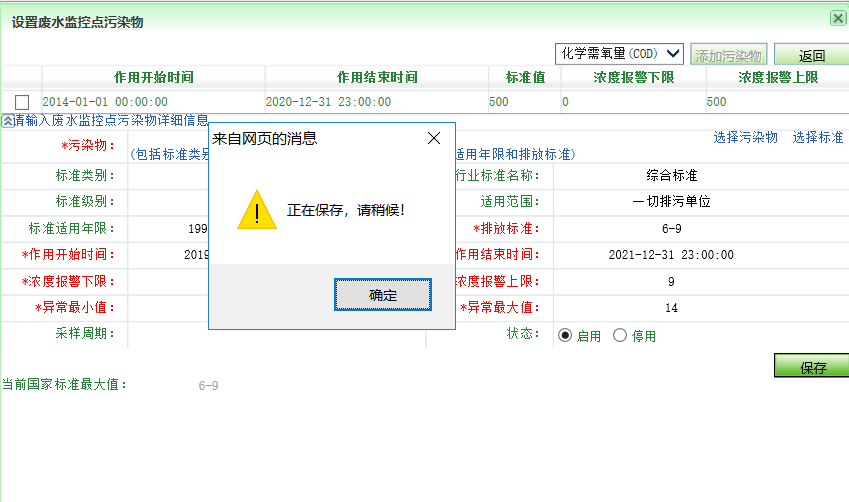 设置废水监控点污染物
化学需氧量(COD) 添加污染物 返回
作用开始时间 作用结束时间 标准值 浓度报警下限 浓度报警上限
2014-01-01 00:00:00 2020-12-31 23:00:00 500 0 500
请输入废水监控点污染物详细信息
选择污染物 选择标准
*污染物:
(包括标准类别 适用年限和排放标准)
标准类别: 行业标准名称: 综合标准
标准级别: 适用范围: 一切排污单位
标准适用年限: 199 *排放标准: 6-9
*作用开始时间: 2019 作用结束时间: 2021-12-31 23:00:00
*浓度报警下限: 浓度报警上限: 9
*异常最小值: *异常最大值: 14
采样周期: 状态: 启用 停用
来自网页的消息
正在保存，请稍候!
确定
保存
当前国家标准最大值: 6-9